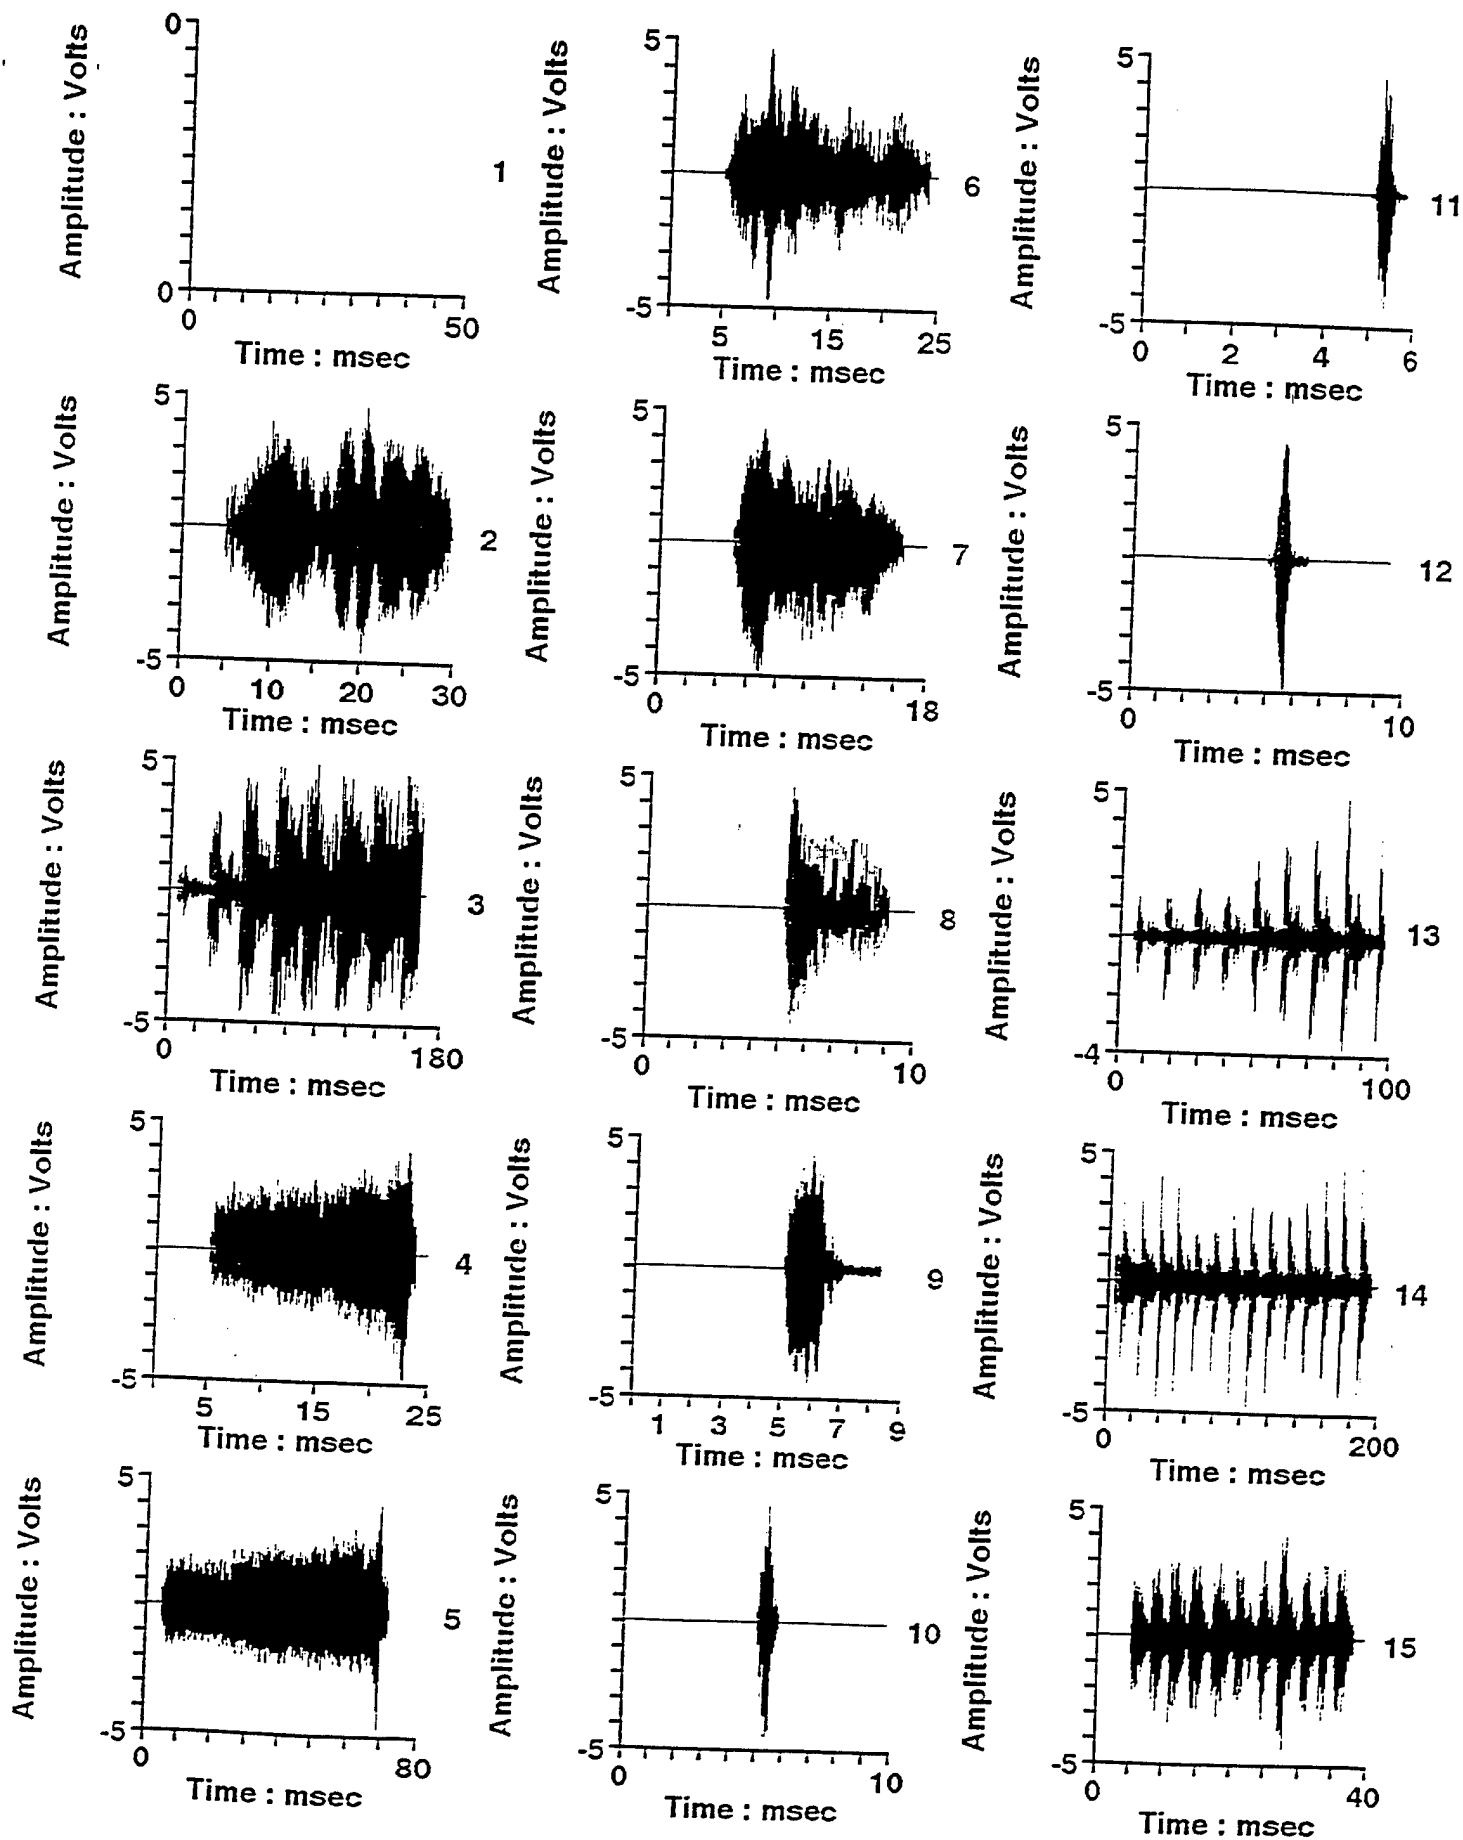 Amplitude : Volts
0
0
0 50
Time : msec
1
Amplitude : Volts
5
-5
5 15 25
Time : msec
6
Amplitude : Volts
5
-5
0 2 4 6
Time : msec
11
Amplitude : Volts
5
-5
0 10 20 30
Time : msec
2
Amplitude : Volts
5
-5
0 18
Time : msec
7
Amplitude : Volts
5
-5
0 10
Time : msec
12
Amplitude : Volts
5
-5
0 180
Time : msec
3
Amplitude : Volts
5
-5
0 10
Time : msec
8
Amplitude : Volts
5
-4
0 100
Time : msec
13
Amplitude : Volts
5
-5
5 15 25
Time : msec
4
Amplitude : Volts
5
-5
1 3 5 7 9
Time : msec
9
Amplitude : Volts
5
-5
0 200
Time : msec
14
Amplitude : Volts
5
-5
0 80
Time : msec
5
Amplitude : Volts
5
-5
0 10
Time : msec
10
Amplitude : Volts
5
-5
0 40
Time : msec
15